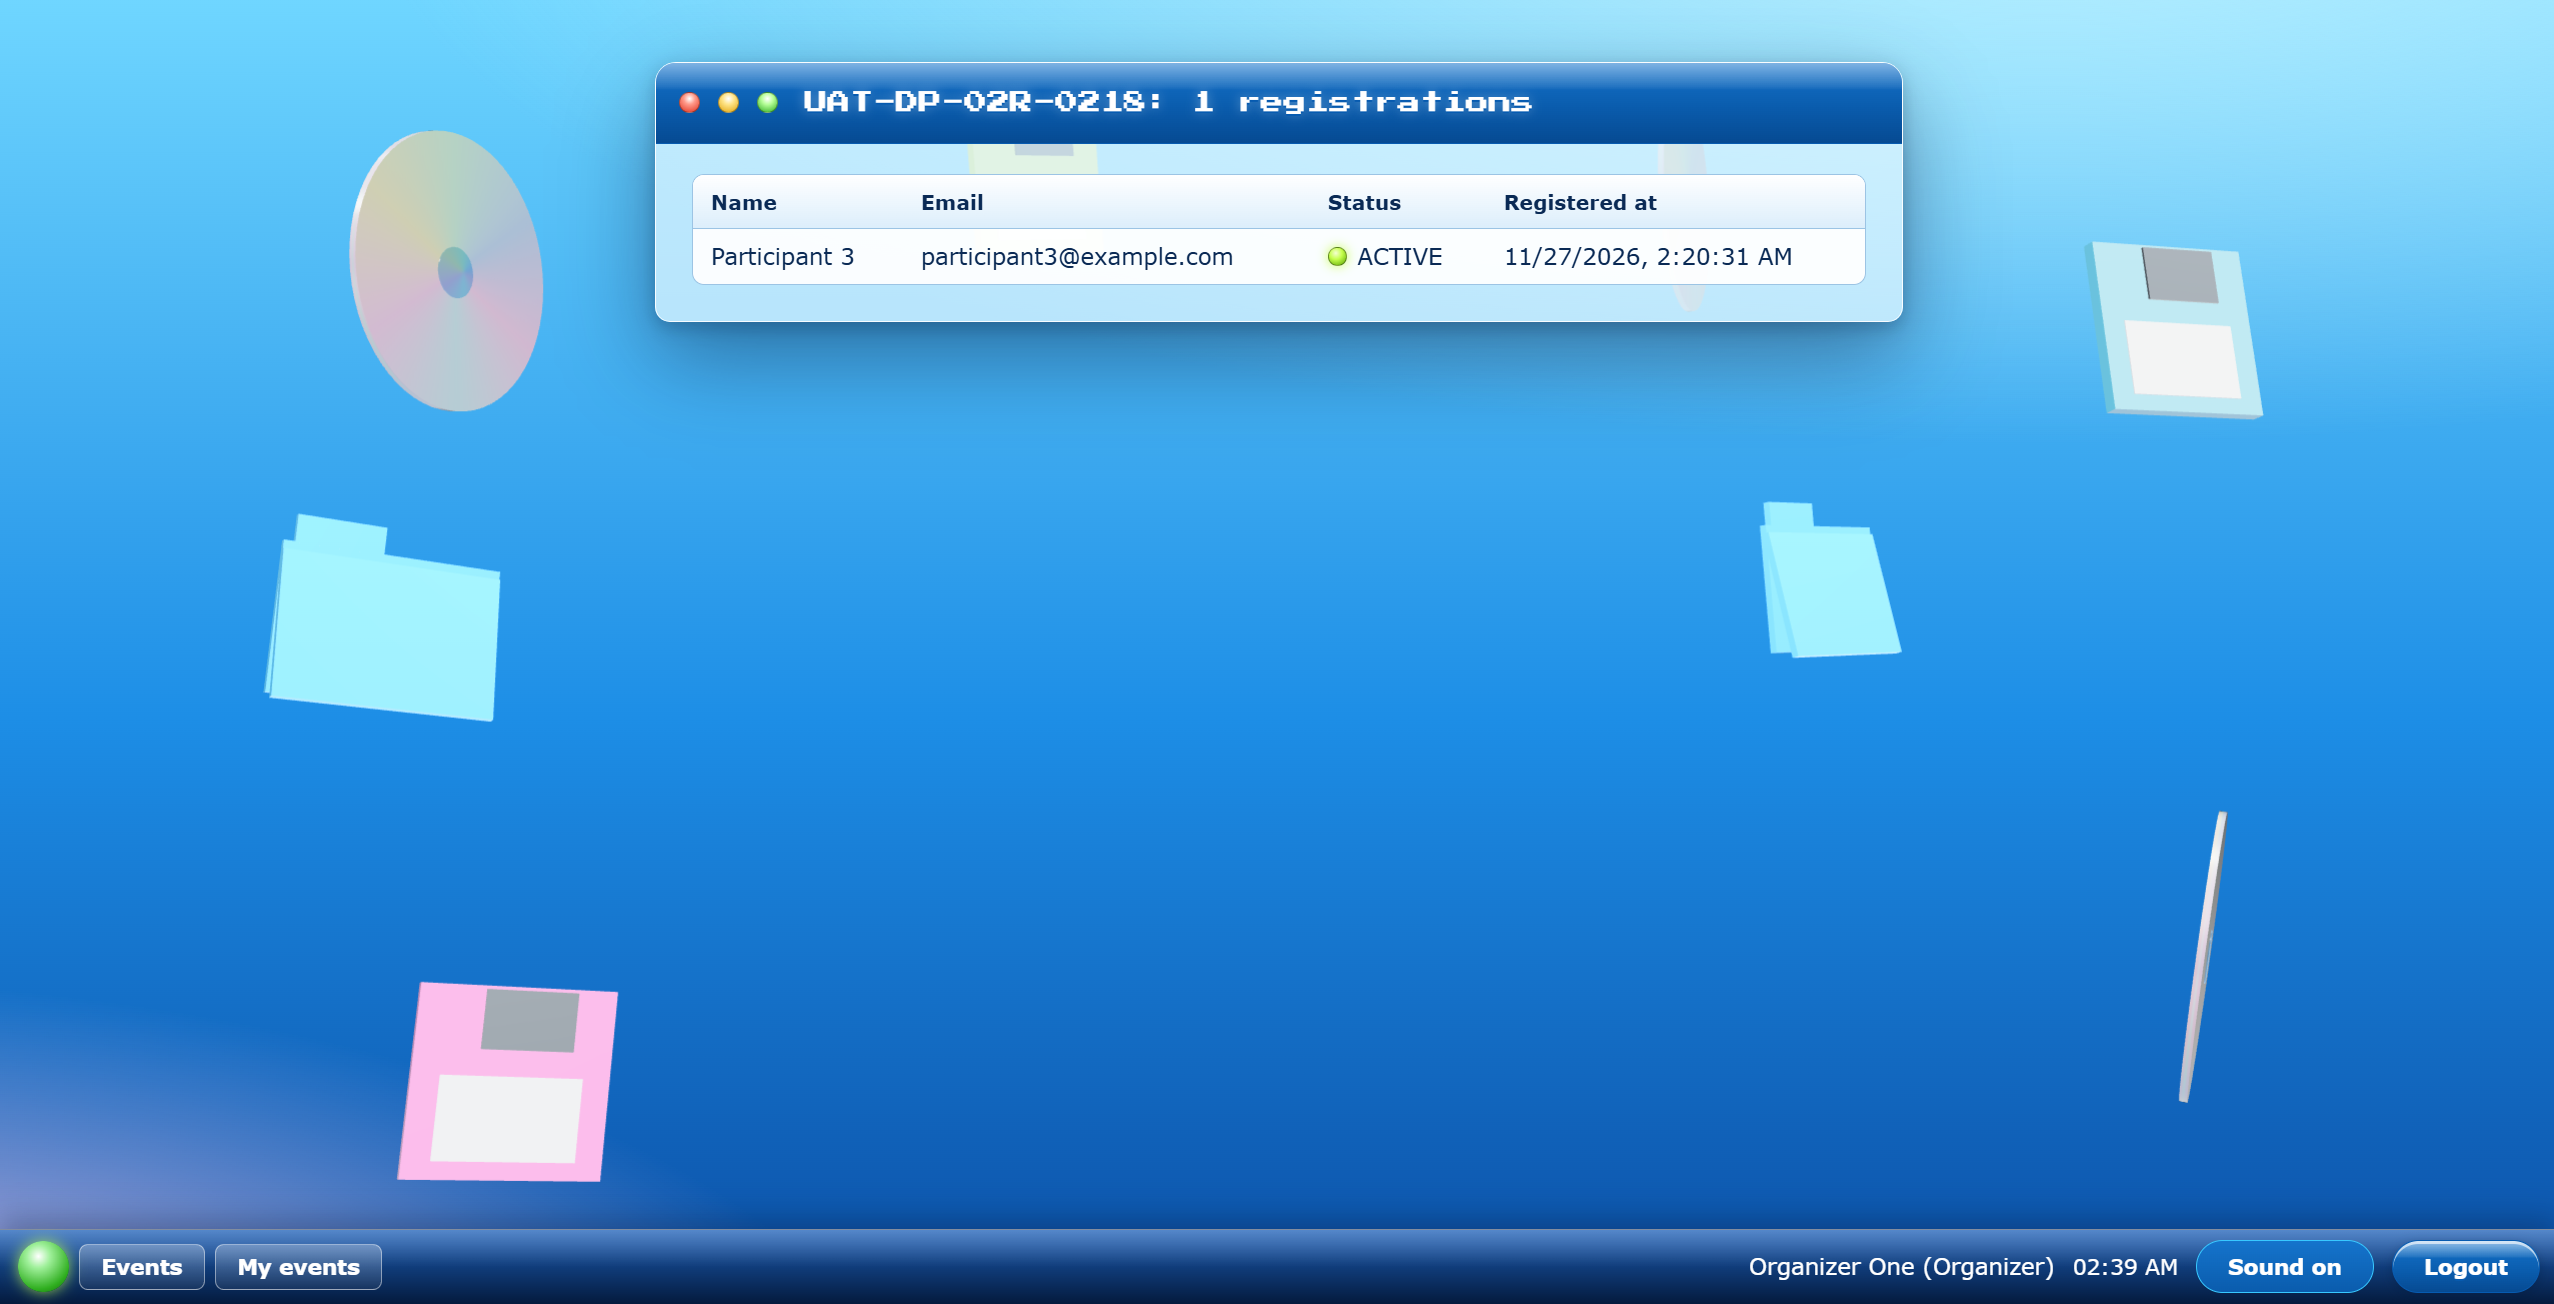 UAT-DP-02R-0218: 1 registrations
Name Email Status Registered at
Participant 3 participant3@example.com ACTIVE 11/27/2026, 2:20:31 AM
Events My events Organizer One (Organizer) 02:39 AM Sound on Logout